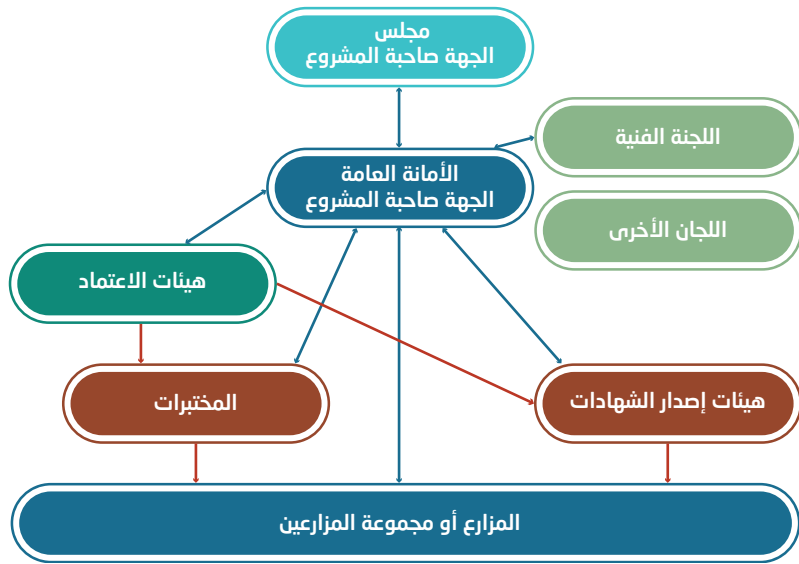 مجلس
الجهة صاحبة المشروع
اللجنة الفنية
الأمانة العامة
الجهة صاحبة المشروع
اللجان الأخرى
هيئات الاعتماد
المختبرات
هيئات إصدار الشهادات
المزارع أو مجموعة المزارعين